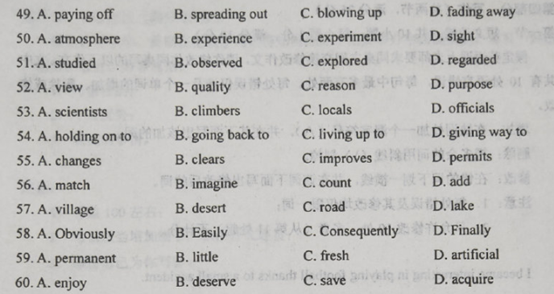 49. A. paying off B. spreading out C. blowing up D. fading away
50. A. atmosphere B. experience C. experiment D. sight
51. A. studied B. observed C. explored D. regarded
52. A. view B. quality C. reason D. purpose
53. A. scientists B. climbers C. locals D. officials
54. A. holding on to B. going back to C. living up to D. giving way to
55. A. changes B. clears C. improves D. permits
56. A. match B. imagine C. count D. add
57. A. village B. desert C. road D. lake
58. A. Obviously B. Easily C. Consequently D. Finally
59. A. permanent B. little C. fresh D. artificial
60. A. enjoy B. deserve C. save D. acquire